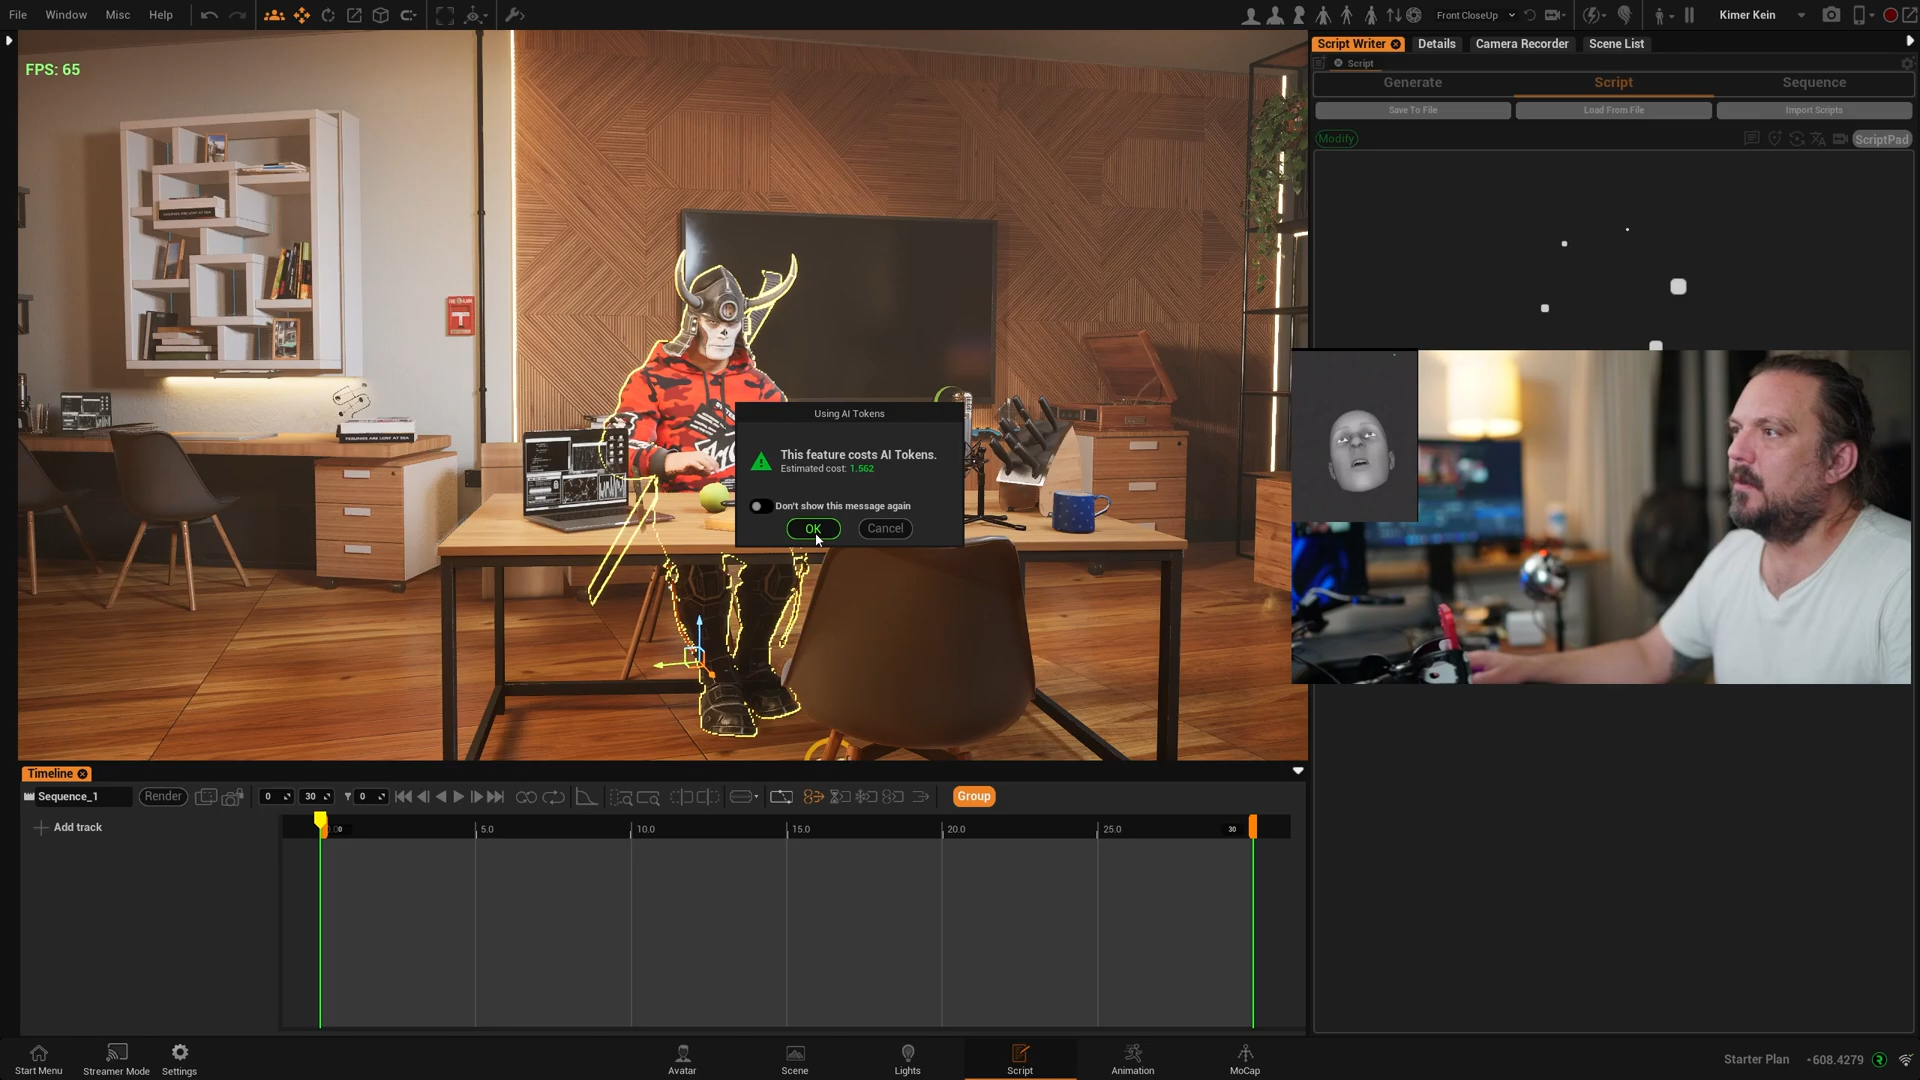 File Window Misc Help
Front CloseUp
Kimer Kein
FPS: 65
Script Writer Details Camera Recorder Scene List
Script
Generate Script Sequence
Save To File Load From File Import Scripts
Modify
ScriptPad
Using AI Tokens
This feature costs AI Tokens.
Estimated cost: 1.562
Don't show this message again
OK Cancel
Timeline
Sequence_1 Render 0 30 0 Group
Add track
0 5.0 10.0 15.0 20.0 25.0 30
Start Menu Streamer Mode Settings
Avatar Scene Lights Script Animation MoCap
Starter Plan -608.4279